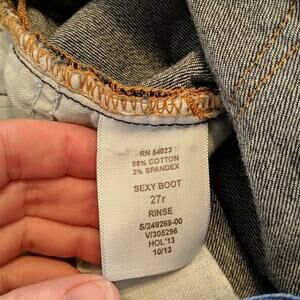 RN 54023
98% COTTON
2% SPANDEX
SEXY BOOT
27r
RINSE
S/249269-00
V/305296
HOL'13
10/13